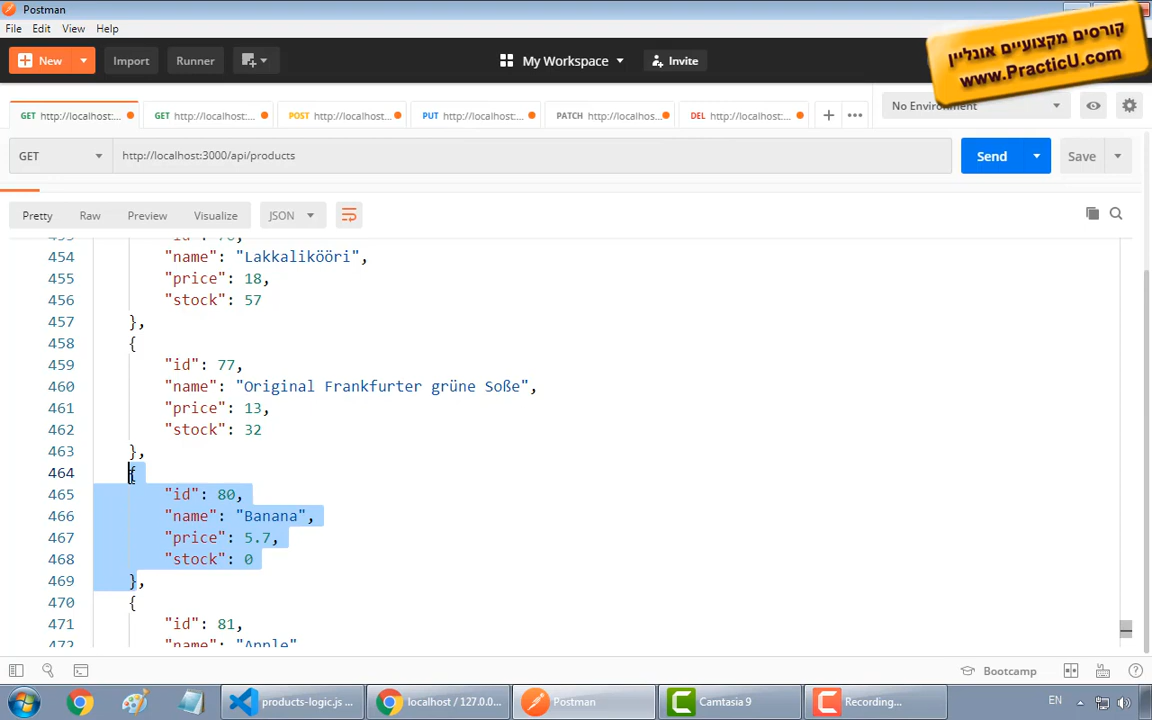 Postman
File Edit View Help
קורסים מקצועיים אונליין
www.PracticU.com
New Import Runner My Workspace Invite
GET http://localhost:... GET http://localhost:... POST http://localhost:... PUT http://localhost:... PATCH http://localhost:... DEL http://localhost:... No Environment
GET http://localhost:3000/api/products Send Save
Pretty Raw Preview Visualize JSON
454 "name": "Lakkalikööri",
455 "price": 18,
456 "stock": 57
457 },
458 {
459 "id": 77,
460 "name": "Original Frankfurter grüne Soße",
461 "price": 13,
462 "stock": 32
463 },
464 {
465 "id": 80,
466 "name": "Banana",
467 "price": 5.7,
468 "stock": 0
469 },
470 {
471 "id": 81,
472 "name": "Apple"
Bootcamp
products-logic.js ... localhost / 127.0.0... Postman Camtasia 9 Recording... EN